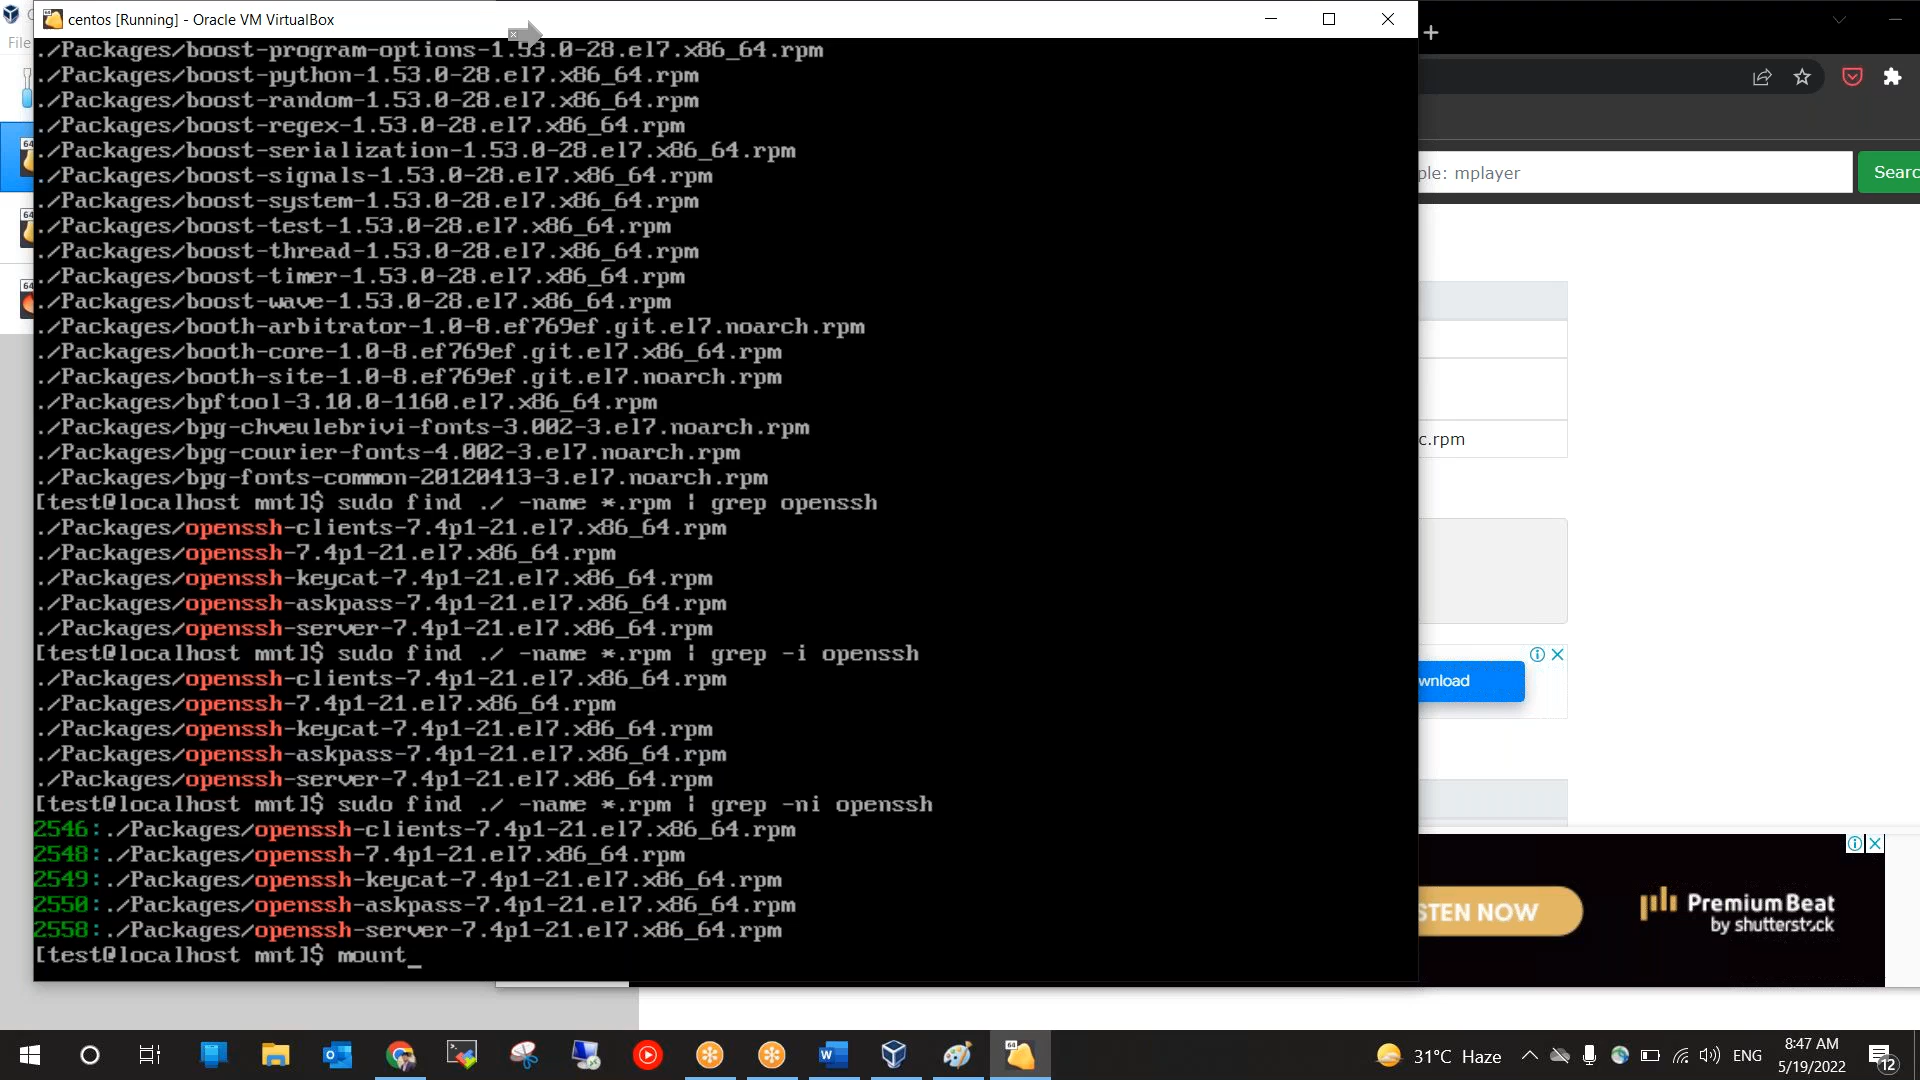 centos [Running] - Oracle VM VirtualBox
File
./Packages/boost-program-options-1.53.0-28.el7.x86_64.rpm
./Packages/boost-python-1.53.0-28.el7.x86_64.rpm
./Packages/boost-random-1.53.0-28.el7.x86_64.rpm
./Packages/boost-regex-1.53.0-28.el7.x86_64.rpm
./Packages/boost-serialization-1.53.0-28.el7.x86_64.rpm
./Packages/boost-signals-1.53.0-28.el7.x86_64.rpm
./Packages/boost-system-1.53.0-28.el7.x86_64.rpm
./Packages/boost-test-1.53.0-28.el7.x86_64.rpm
./Packages/boost-thread-1.53.0-28.el7.x86_64.rpm
./Packages/boost-timer-1.53.0-28.el7.x86_64.rpm
./Packages/boost-wave-1.53.0-28.el7.x86_64.rpm
./Packages/booth-arbitrator-1.0-8.ef769ef.git.el7.noarch.rpm
./Packages/booth-core-1.0-8.ef769ef.git.el7.x86_64.rpm
./Packages/booth-site-1.0-8.ef769ef.git.el7.noarch.rpm
./Packages/bpftool-3.10.0-1160.el7.x86_64.rpm
./Packages/bpg-chveulebrivi-fonts-3.002-3.el7.noarch.rpm
./Packages/bpg-courier-fonts-4.002-3.el7.noarch.rpm
./Packages/bpg-fonts-common-20120413-3.el7.noarch.rpm
[test@localhost mnt]$ sudo find ./ -name *.rpm | grep openssh
./Packages/openssh-clients-7.4p1-21.el7.x86_64.rpm
./Packages/openssh-7.4p1-21.el7.x86_64.rpm
./Packages/openssh-keycat-7.4p1-21.el7.x86_64.rpm
./Packages/openssh-askpass-7.4p1-21.el7.x86_64.rpm
./Packages/openssh-server-7.4p1-21.el7.x86_64.rpm
[test@localhost mnt]$ sudo find ./ -name *.rpm | grep -i openssh
./Packages/openssh-clients-7.4p1-21.el7.x86_64.rpm
./Packages/openssh-7.4p1-21.el7.x86_64.rpm
./Packages/openssh-keycat-7.4p1-21.el7.x86_64.rpm
./Packages/openssh-askpass-7.4p1-21.el7.x86_64.rpm
./Packages/openssh-server-7.4p1-21.el7.x86_64.rpm
[test@localhost mnt]$ sudo find ./ -name *.rpm | grep -ni openssh
2546:./Packages/openssh-clients-7.4p1-21.el7.x86_64.rpm
2548:./Packages/openssh-7.4p1-21.el7.x86_64.rpm
2549:./Packages/openssh-keycat-7.4p1-21.el7.x86_64.rpm
2550:./Packages/openssh-askpass-7.4p1-21.el7.x86_64.rpm
2558:./Packages/openssh-server-7.4p1-21.el7.x86_64.rpm
[test@localhost mnt]$ mount_
ple: mplayer
Searc
c.rpm
wnload
STEN NOW
PremiumBeat
by shutterstock
31°C Haze
ENG
8:47 AM
5/19/2022
12